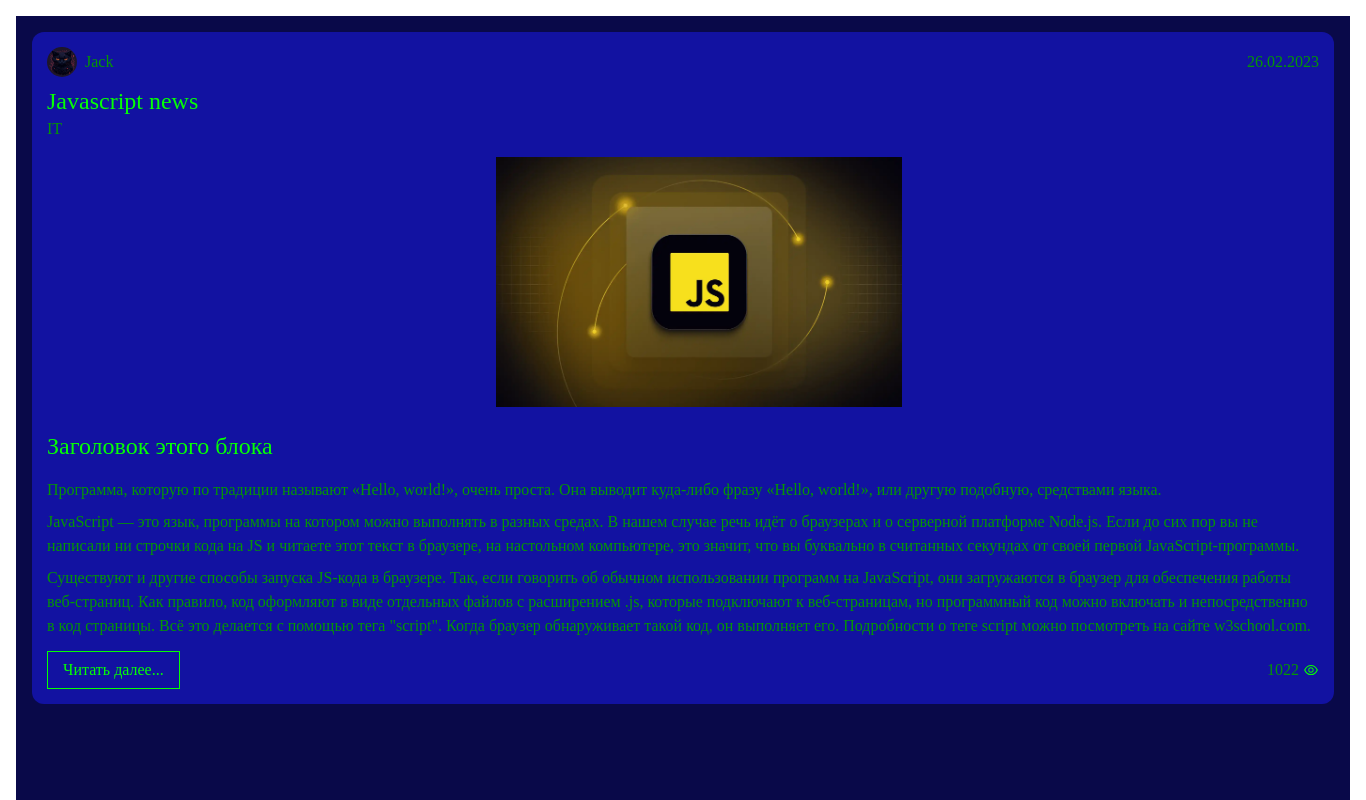 Jack
26.02.2023
Javascript news
IT
JS
Заголовок этого блока
Программа, которую по традиции называют «Hello, world!», очень проста. Она выводит куда-либо фразу «Hello, world!», или другую подобную, средствами языка.
JavaScript — это язык, программы на котором можно выполнять в разных средах. В нашем случае речь идёт о браузерах и о серверной платформе Node.js. Если до сих пор вы не
написали ни строчки кода на JS и читаете этот текст в браузере, на настольном компьютере, это значит, что вы буквально в считанных секундах от своей первой JavaScript-программы.
Существуют и другие способы запуска JS-кода в браузере. Так, если говорить об обычном использовании программ на JavaScript, они загружаются в браузер для обеспечения работы
веб-страниц. Как правило, код оформляют в виде отдельных файлов с расширением .js, которые подключают к веб-страницам, но программный код можно включать и непосредственно
в код страницы. Всё это делается с помощью тега "script". Когда браузер обнаруживает такой код, он выполняет его. Подробности о теге script можно посмотреть на сайте w3school.com.
Читать далее...
1022